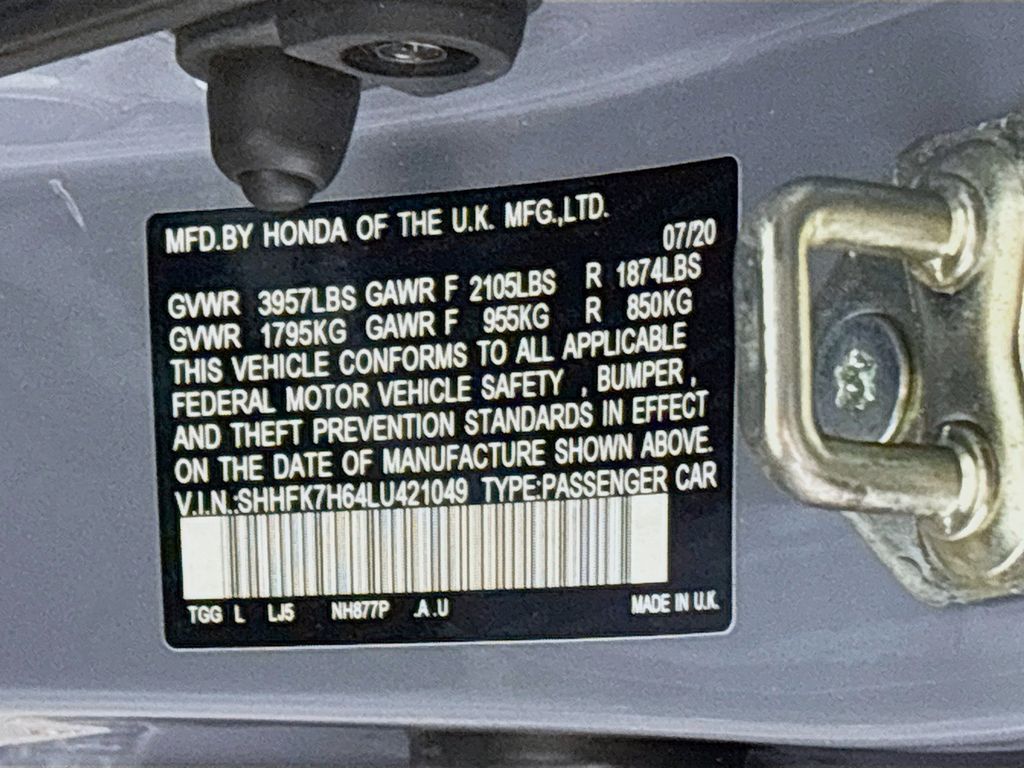 MFD.BY HONDA OF THE U.K. MFG.,LTD.
07/20
GVWR 3957LBS GAWR F 2105LBS R 1874LBS
GVWR 1795KG GAWR F 955KG R 850KG
THIS VEHICLE CONFORMS TO ALL APPLICABLE
FEDERAL MOTOR VEHICLE SAFETY , BUMPER ,
AND THEFT PREVENTION STANDARDS IN EFFECT
ON THE DATE OF MANUFACTURE SHOWN ABOVE.
V.I.N.:SHHFK7H64LU421049 TYPE:PASSENGER CAR
TGG L LJ5 NH877P .A.U MADE IN U.K.